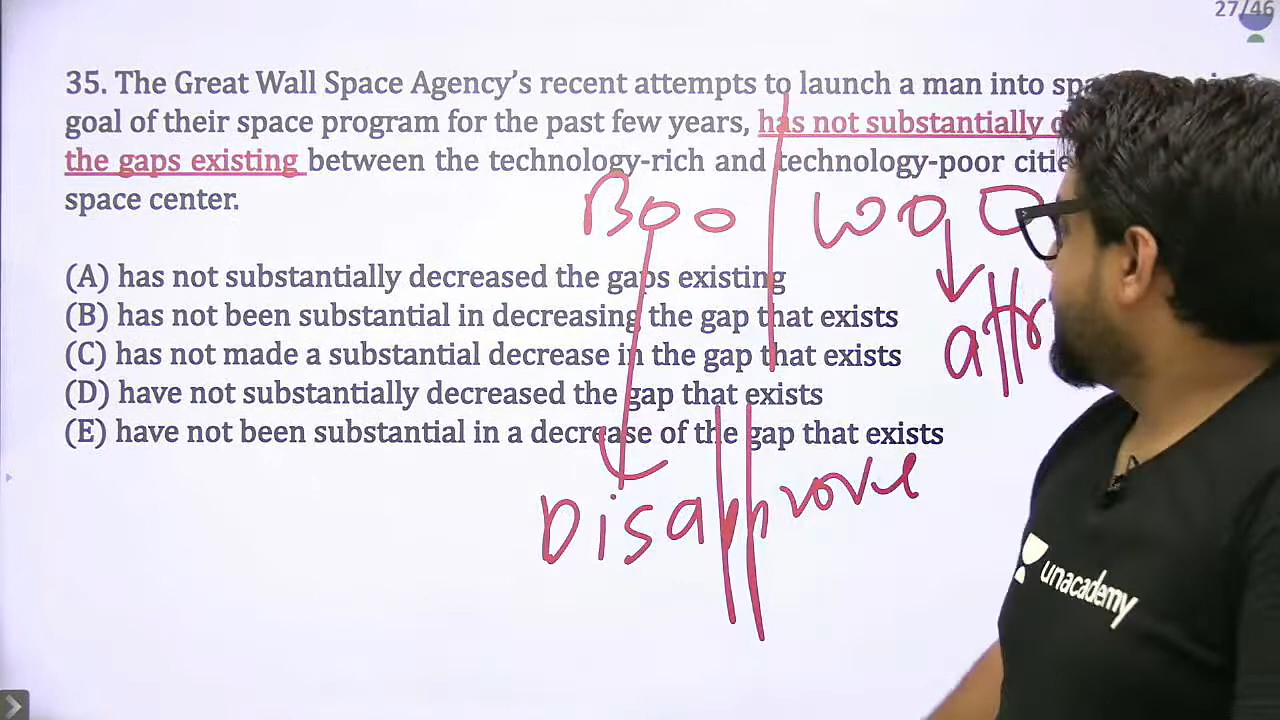 27/46
35. The Great Wall Space Agency's recent attempts to launch a man into
goal of their space program for the past few years, has not substantially
the gaps existing between the technology-rich and technology-poor
space center.
Boo Woo
(A) has not substantially decreased the gaps existing
(B) has not been substantial in decreasing the gap that exists
(C) has not made a substantial decrease in the gap that exists
(D) have not substantially decreased the gap that exists
(E) have not been substantial in a decrease of the gap that exists
Disapprove
unacademy